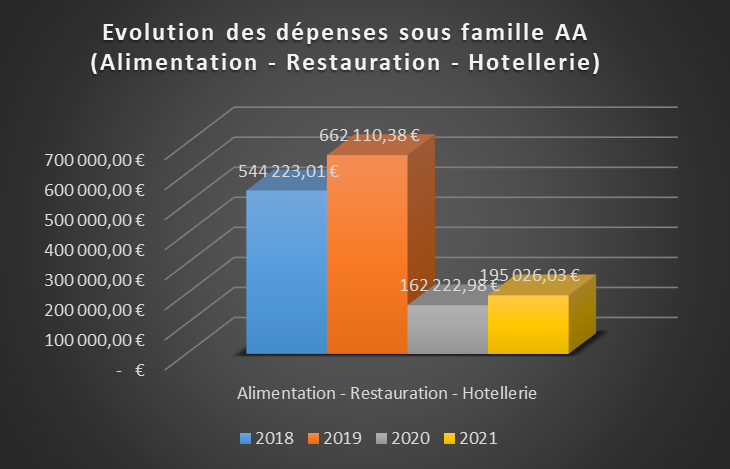 Evolution des dépenses sous famille AA
(Alimentation - Restauration - Hotellerie)
662 110,38 €
700 000,00 €
544 223,01 €
600 000,00 €
500 000,00 €
400 000,00 €
195 026,03 €
162 222,98 €
300 000,00 €
200 000,00 €
100 000,00 €
- €
Alimentation - Restauration - Hotellerie
2018 2019 2020 2021